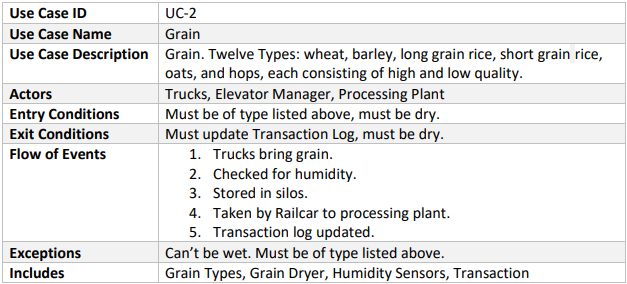 Use Case ID UC-2
Use Case Name Grain
Use Case Description Grain. Twelve Types: wheat, barley, long grain rice, short grain rice,
oats, and hops, each consisting of high and low quality.
Actors Trucks, Elevator Manager, Processing Plant
Entry Conditions Must be of type listed above, must be dry.
Exit Conditions Must update Transaction Log, must be dry.
Flow of Events 1. Trucks bring grain.
2. Checked for humidity.
3. Stored in silos.
4. Taken by Railcar to processing plant.
5. Transaction log updated.
Exceptions Can’t be wet. Must be of type listed above.
Includes Grain Types, Grain Dryer, Humidity Sensors, Transaction